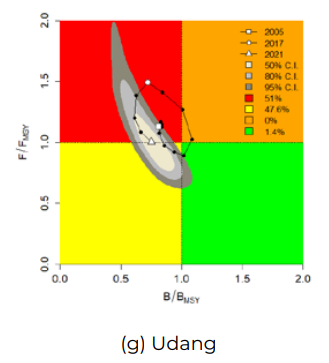 2.0
1.5
1.0
0.5
0.0
F/F_MSY
2005
2017
2021
50% C.I.
80% C.I.
95% C.I.
51%
47.6%
0%
1.4%
0.0 0.5 1.0 1.5 2.0
B/B_MSY
(g) Udang